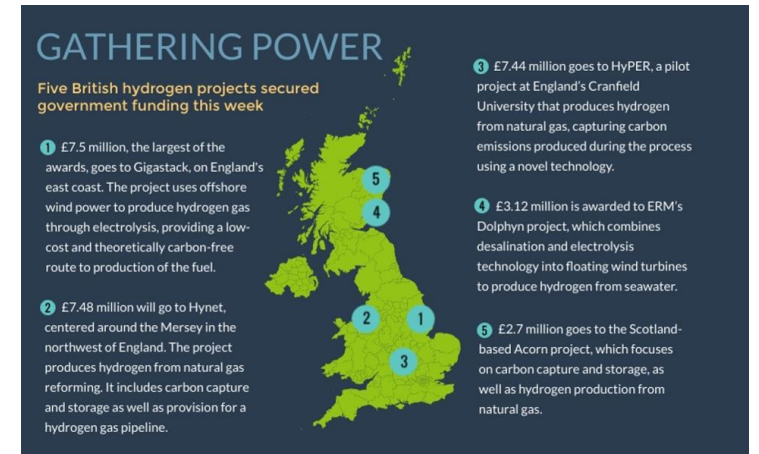 GATHERING POWER
Five British hydrogen projects secured
government funding this week
1 £7.5 million, the largest of the
awards, goes to Gigastack, on England's
east coast. The project uses offshore
wind power to produce hydrogen gas
through electrolysis, providing a low-
cost and theoretically carbon-free
route to production of the fuel.
2 £7.48 million will go to Hynet,
centered around the Mersey in the
northwest of England. The project
produces hydrogen from natural gas
reforming. It includes carbon capture
and storage as well as provision for a
hydrogen gas pipeline.
5
4
2
1
3
3 £7.44 million goes to HyPER, a pilot
project at England's Cranfield
University that produces hydrogen
from natural gas, capturing carbon
emissions produced during the process
using a novel technology.
4 £3.12 million is awarded to ERM's
Dolphyn project, which combines
desalination and electrolysis
technology into floating wind turbines
to produce hydrogen from seawater.
5 £2.7 million goes to the Scotland-
based Acorn project, which focuses
on carbon capture and storage, as
well as hydrogen production from
natural gas.